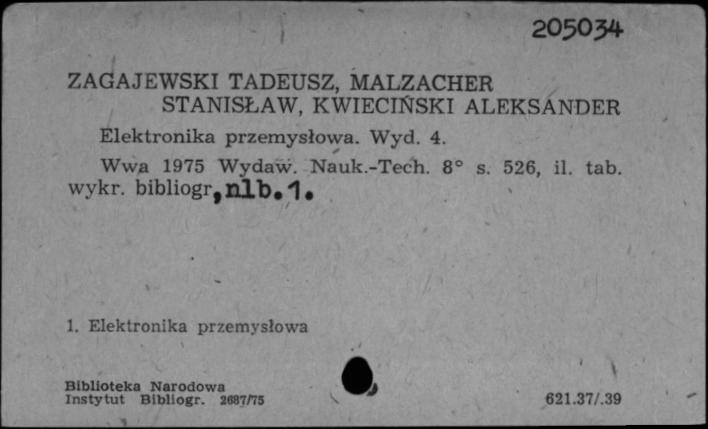 205034
ZAGAJEWSKI TADEUSZ, MALZACHER
STANISŁAW, KWIECIŃSKI ALEKSANDER
Elektronika przemysłowa. Wyd. 4.
Wwa 1975 Wydaw. Nauk.-Tech. 8° s. 526, il. tab.
wykr. bibliogr, nlb. 1.
1. Elektronika przemysłowa
Biblioteka Narodowa
Instytut Bibliogr. 2687/75
621.37/.39